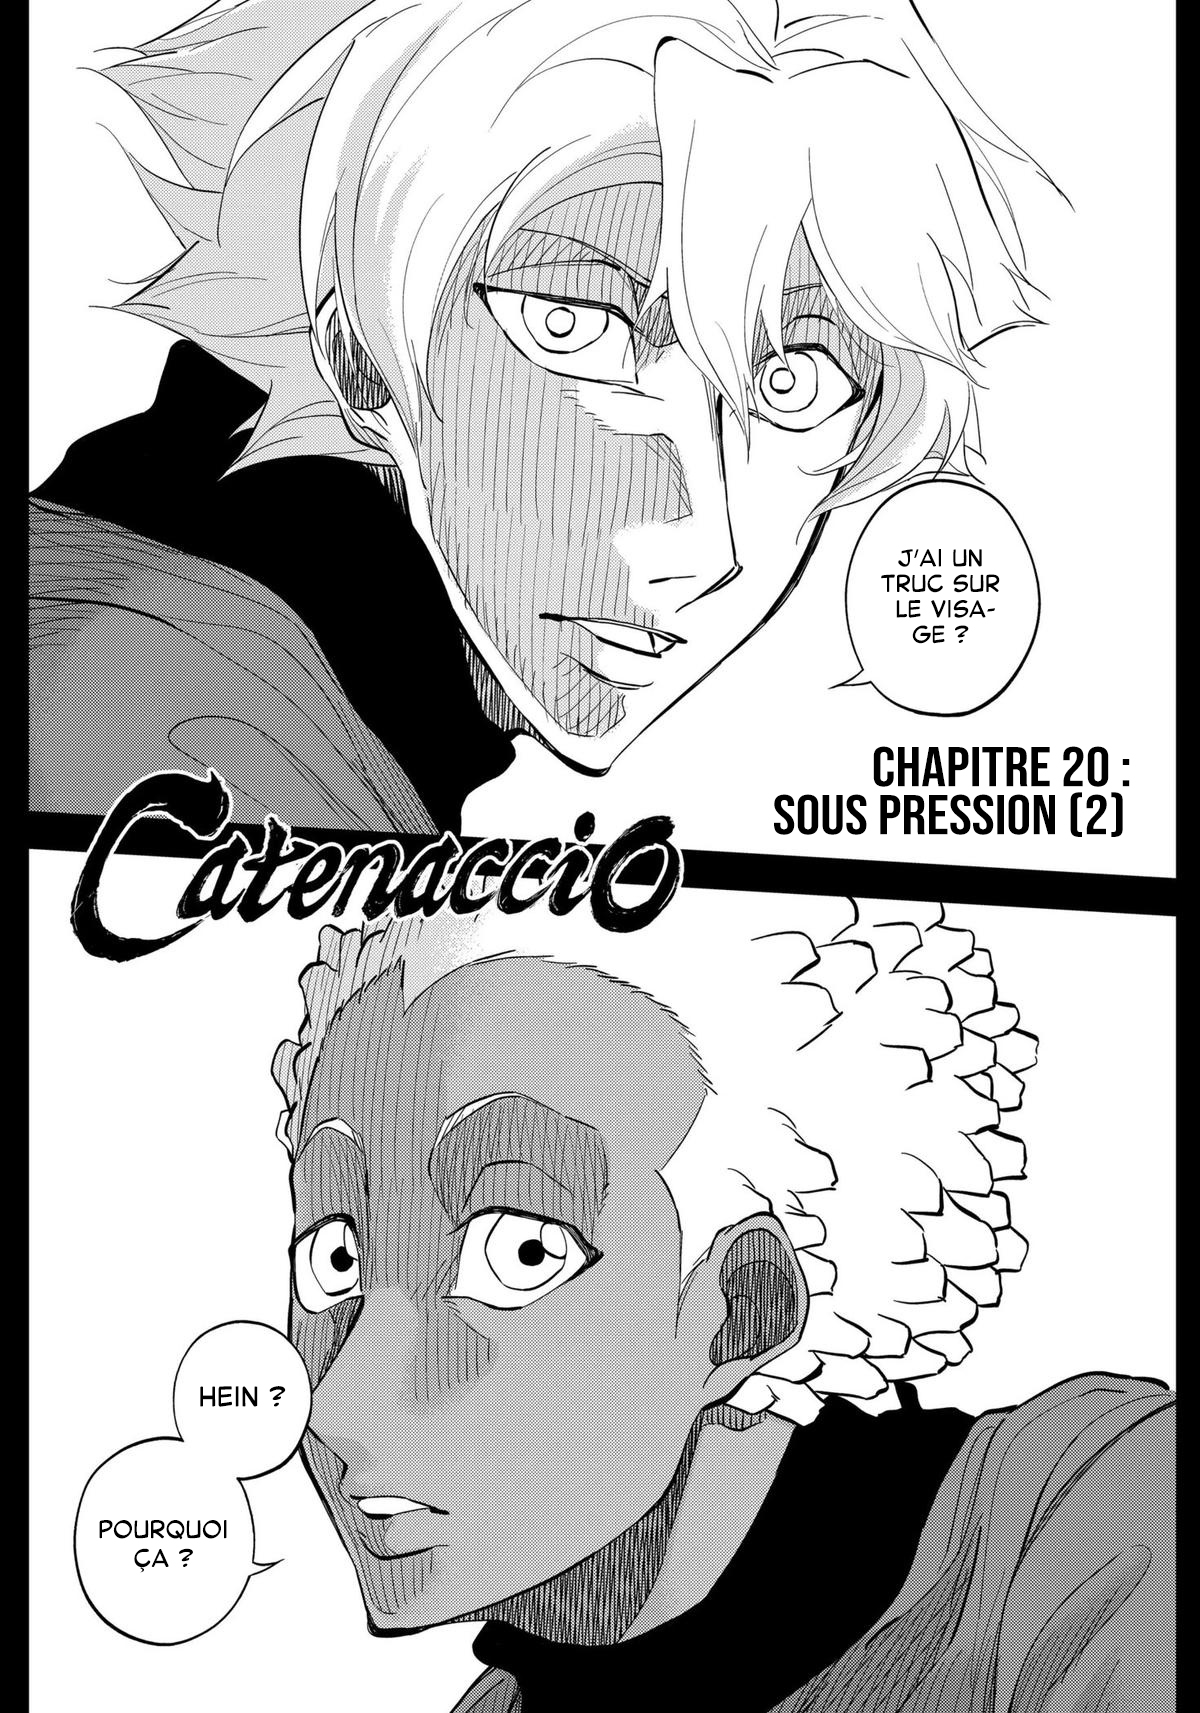 J'AI UN
TRUC SUR
LE VISA-
GE ?
CHAPITRE 20 :
SOUS PRESSION (2)
Catenaccio
HEIN ?
POURQUOI
ÇA ?